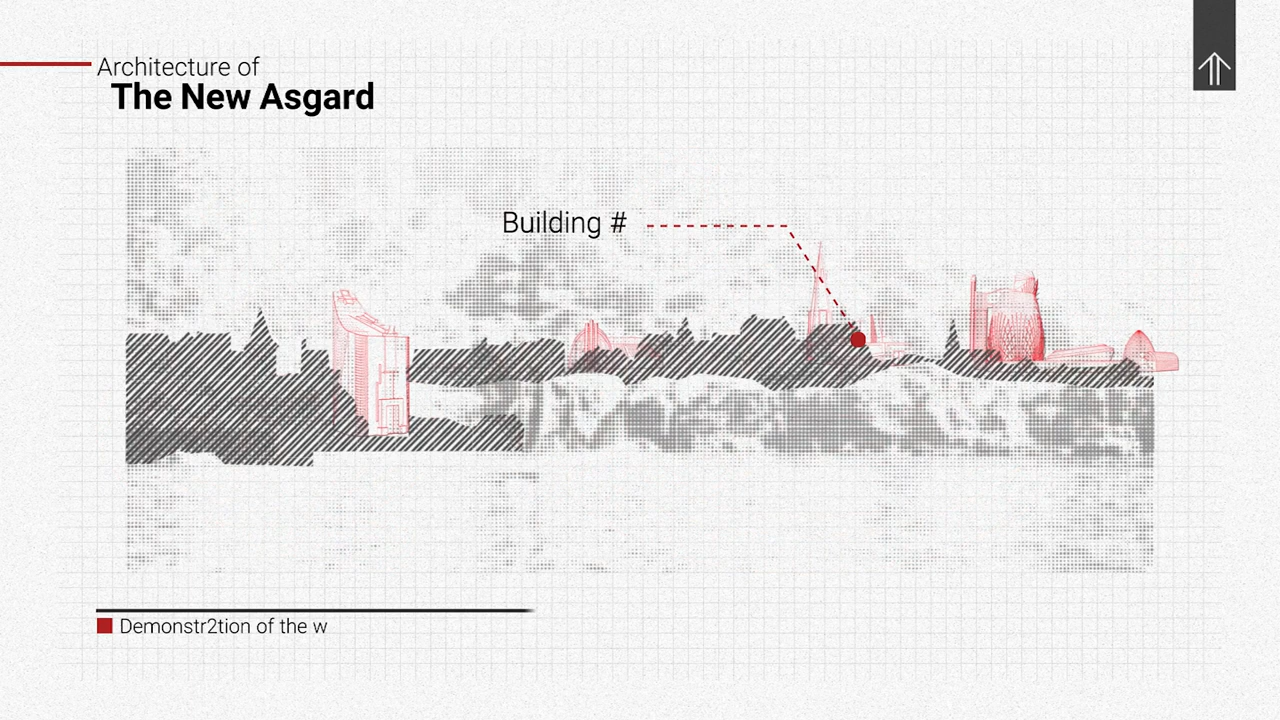 Architecture of
The New Asgard
Building #
Demonstr2tion of the w